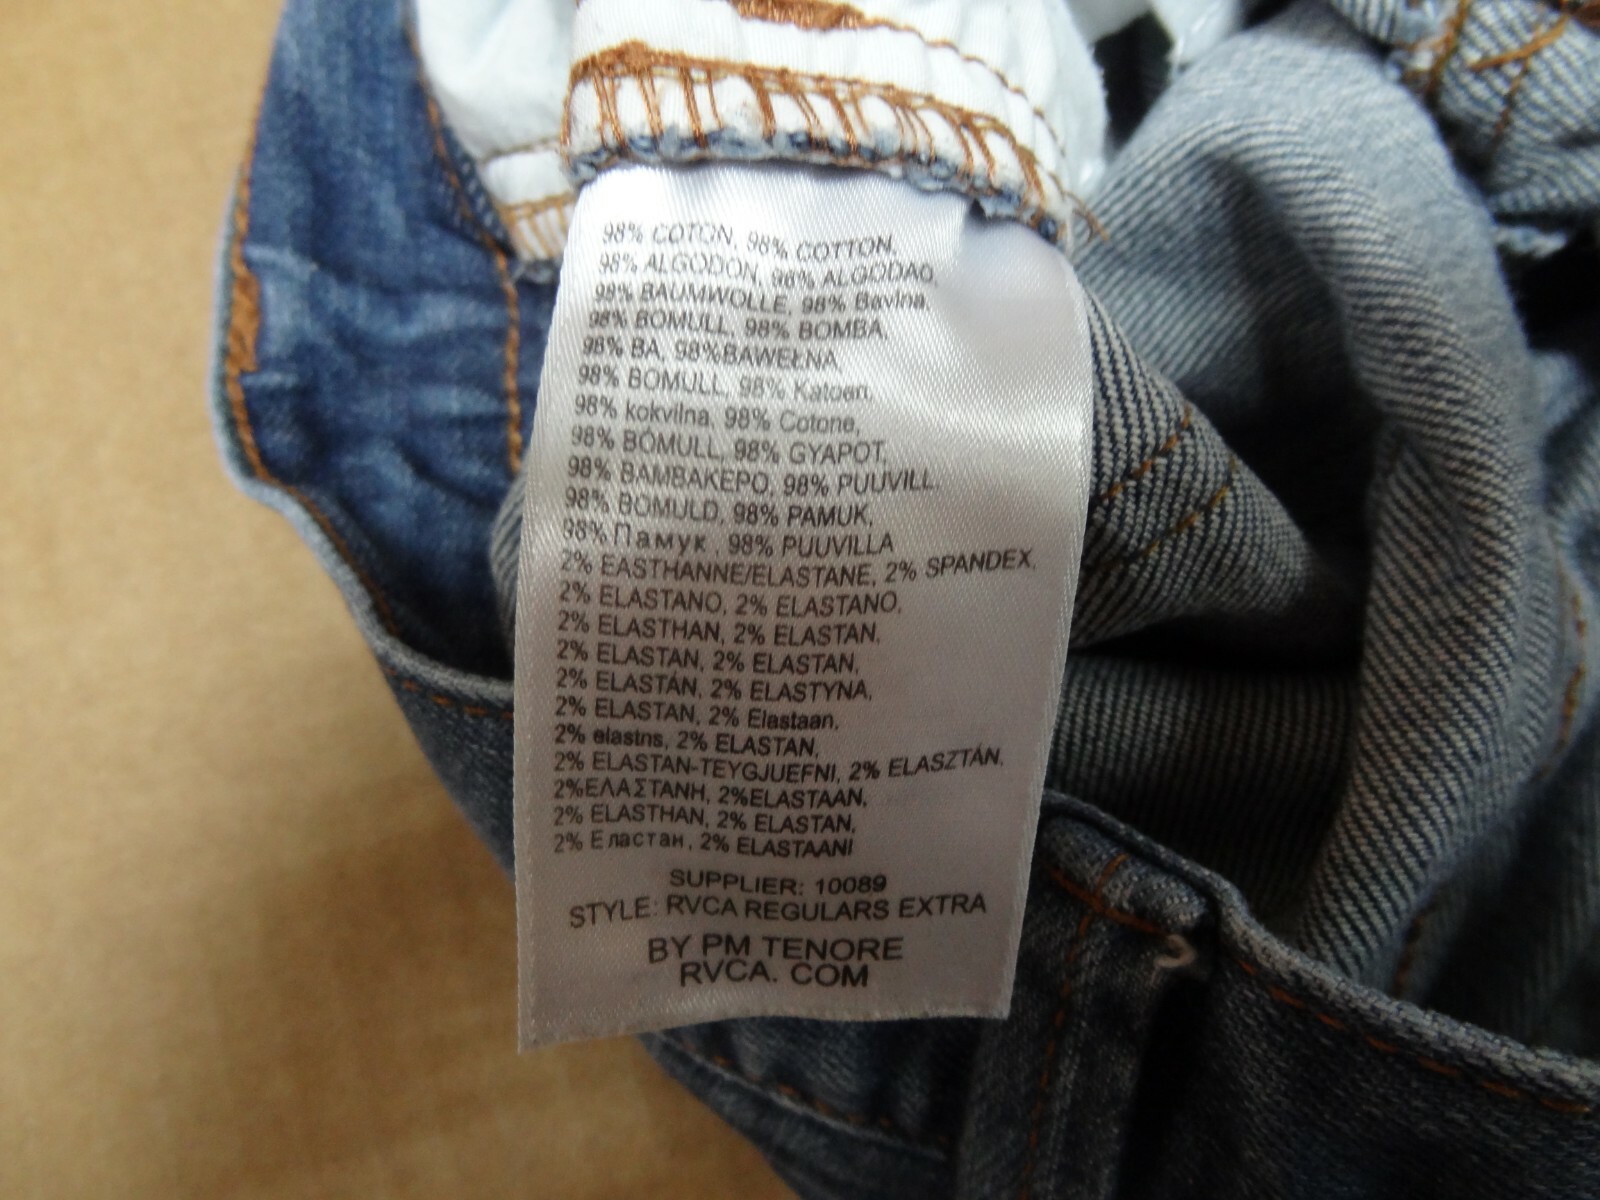 98% COTON, 98% COTTON,
98% ALGODON, 98% ALGODAO,
98% BAUMWOLLE, 98% Bavlna,
98% BOMULL, 98% BOMBA,
98% BA, 98%BAWEŁNA,
98% BOMULL, 98% Katoen,
98% kokvilna, 98% Cotone,
98% BÓMULL, 98% GYAPOT,
98% BAMBAKEPO, 98% PUUVILL.
98% BOMULD, 98% PAMUK,
98% Памук , 98% PUUVILLA
2% EASTHANNE/ELASTANE, 2% SPANDEX,
2% ELASTANO, 2% ELASTANO,
2% ELASTHAN, 2% ELASTAN,
2% ELASTAN, 2% ELASTAN,
2% ELASTAN, 2% ELASTYNA,
2% ELASTAN, 2% Elastaan,
2% elastns, 2% ELASTAN,
2% ELASTAN-TEYGJUEFNI, 2% ELASZTÁN,
2%ΕΛΑΣΤΑΝΗ, 2%ELASTAAN,
2% ELASTHAN, 2% ELASTAN,
2% Еластан, 2% ELASTAANI
SUPPLIER: 10089
STYLE: RVCA REGULARS EXTRA
BY PM TENORE
RVCA. COM